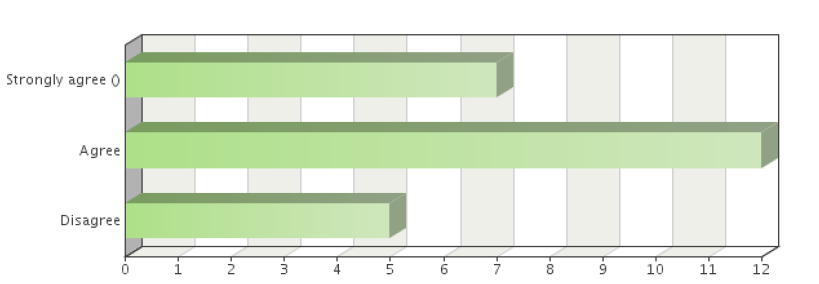 Strongly agree ()
Agree
Disagree
0 1 2 3 4 5 6 7 8 9 10 11 12